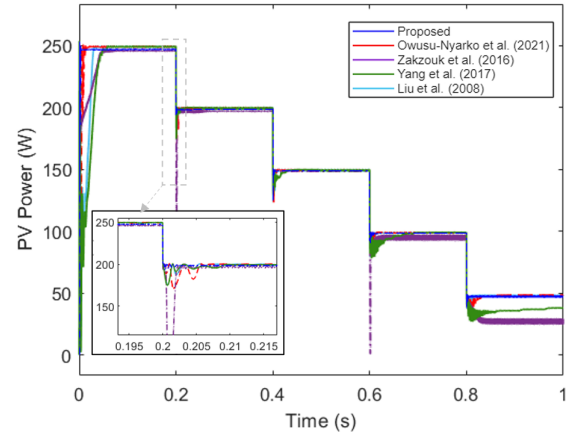 PV Power (W)
300
250
200
150
100
50
0
Proposed
Owusu-Nyarko et al. (2021)
Zakzouk et al. (2016)
Yang et al. (2017)
Liu et al. (2008)
250
200
150
0.195 0.2 0.205 0.21 0.215
0 0.2 0.4 0.6 0.8 1
Time (s)